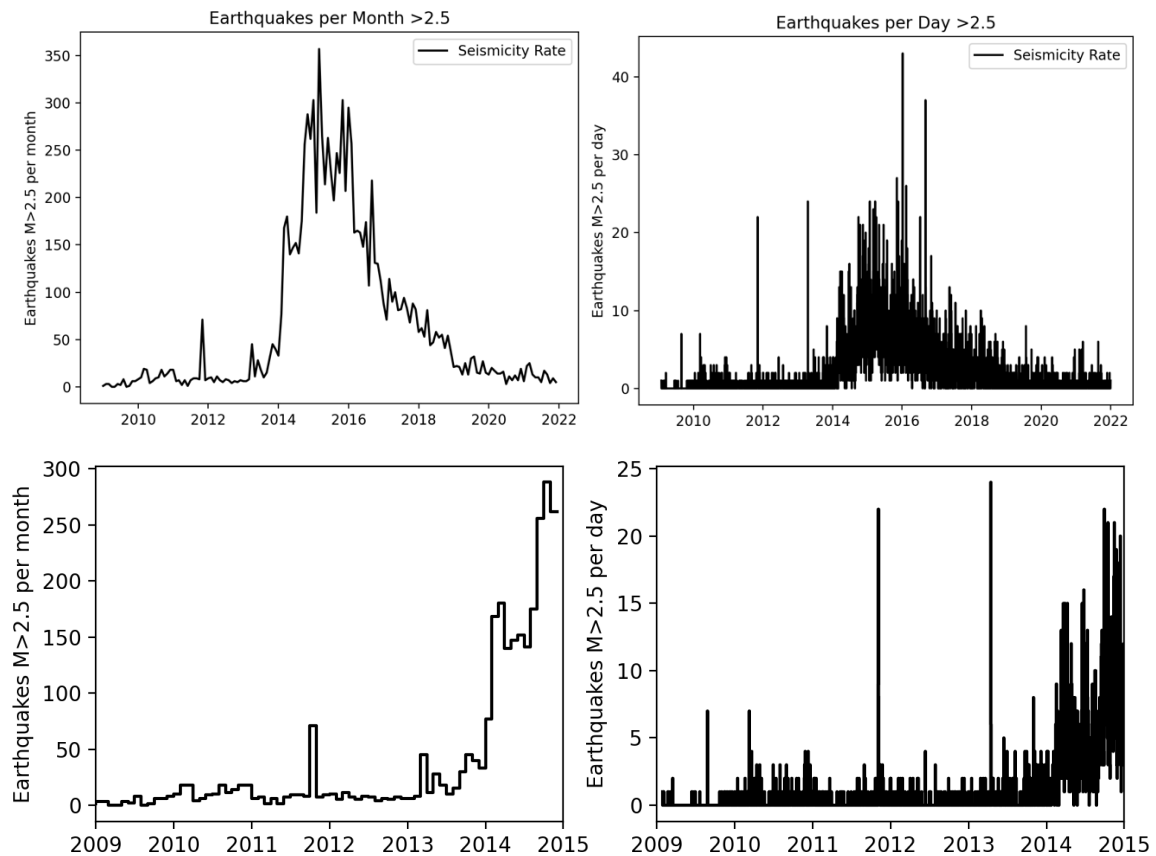 Earthquakes per Month >2.5
Seismicity Rate
Earthquakes M>2.5 per month
350
300
250
200
150
100
50
0
2010 2012 2014 2016 2018 2020 2022
Earthquakes per Day >2.5
Seismicity Rate
Earthquakes M>2.5 per day
40
30
20
10
0
2010 2012 2014 2016 2018 2020 2022
Earthquakes M>2.5 per month
300
250
200
150
100
50
0
2009 2010 2011 2012 2013 2014 2015
Earthquakes M>2.5 per day
25
20
15
10
5
0
2009 2010 2011 2012 2013 2014 2015